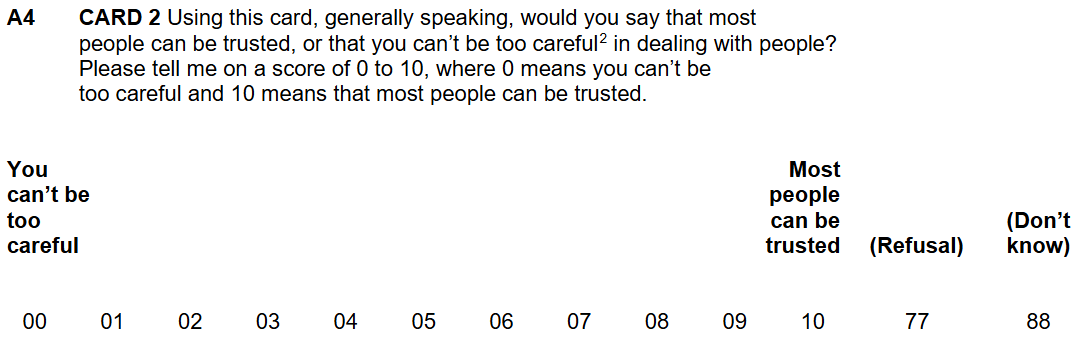 A4 CARD 2 Using this card, generally speaking, would you say that most
people can be trusted, or that you can’t be too careful² in dealing with people?
Please tell me on a score of 0 to 10, where 0 means you can’t be
too careful and 10 means that most people can be trusted.
You can’t be too careful
Most people can be trusted
(Refusal)
(Don’t know)
00 01 02 03 04 05 06 07 08 09 10 77 88